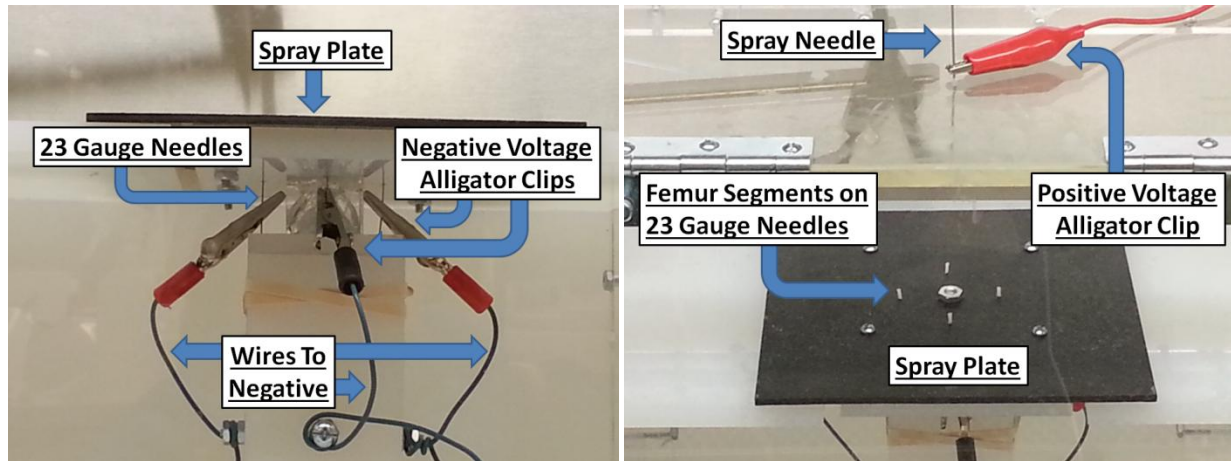 Spray Plate
23 Gauge Needles
Negative Voltage
Alligator Clips
Wires To
Negative
Spray Needle
Femur Segments on
23 Gauge Needles
Positive Voltage
Alligator Clip
Spray Plate